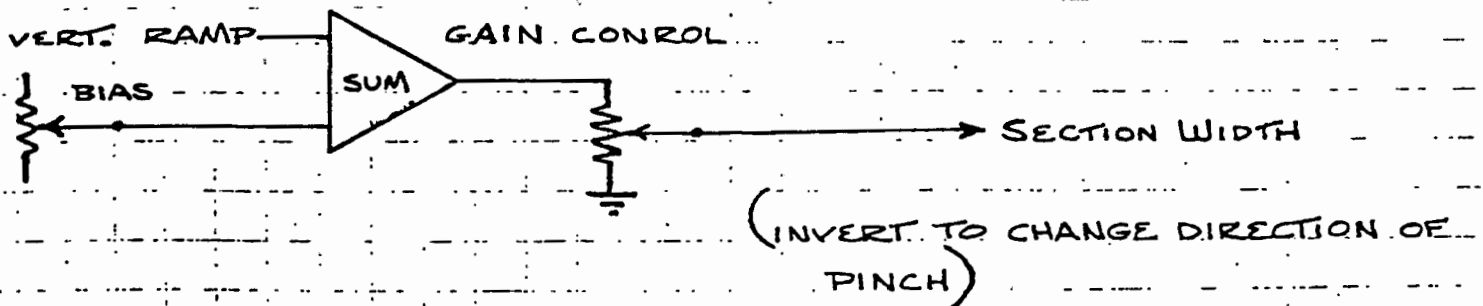 VERT. RAMP
GAIN CONROL
BIAS
SUM
SECTION WIDTH
(INVERT TO CHANGE DIRECTION OF
PINCH)